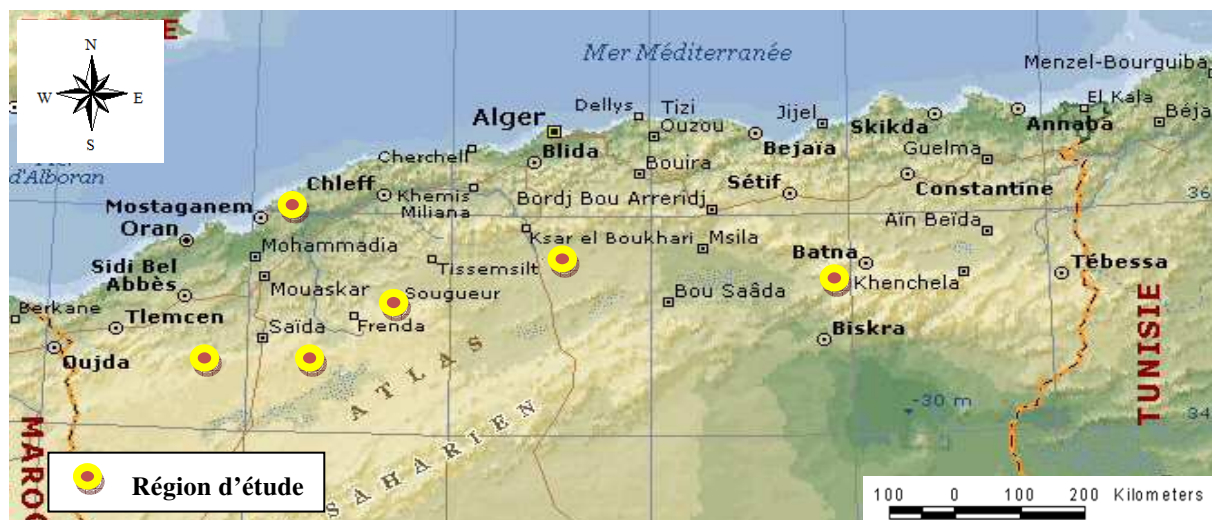 E
N
W
E
S
Mer Méditerranée
Menzel-Bourguiba
El Kala
Béja
Dellys
Tizi
Ouzou
Jijel
Alger
Skikda
Annaba
Cherchell
Blida
Bejaïa
Guelma
d'Alboran
Bouira
Chleff
Khemis
Miliana
Sétif
Constantine
36
Bordj Bou Arreridj
Mostaganem
Aïn Beïda
Oran
Ksar el Boukhari
Msila
Mohammadia
Batna
Tissemsilt
Tébessa
Sidi Bel
Abbès
Khenchela
Mouaskar
Sougueur
Bou Saâda
Berkane
Tlemcen
Frenda
Saïda
Biskra
Oujda
ATLAS
SAHARIEN
-30 m
34
TUNISIE
MAROC
Région d'étude
100 0 100 200 Kilometers